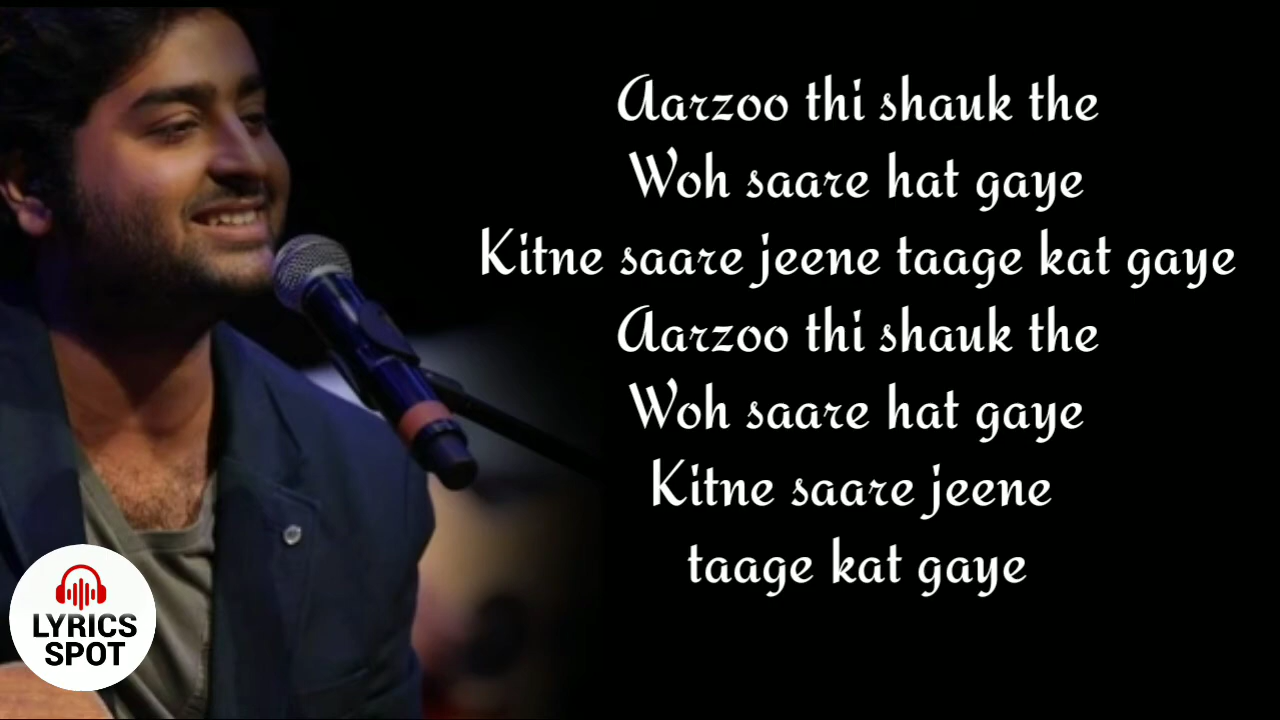 Aarzoo thi shauk the
Woh saare hat gaye
Kitne saare jeene taage kat gaye
Aarzoo thi shauk the
Woh saare hat gaye
Kitne saare jeene
taage kat gaye
LYRICS
SPOT